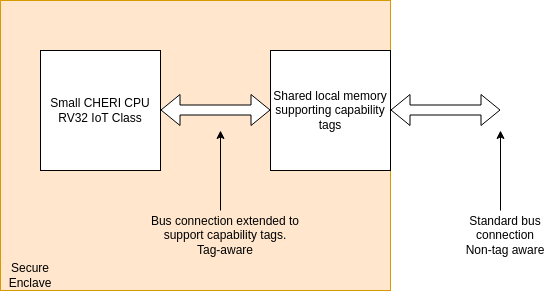 Small CHERI CPU
RV32 IoT Class
Shared local memory
supporting capability
tags
Bus connection extended to
support capability tags.
Tag-aware
Standard bus
connection
Non-tag aware
Secure
Enclave